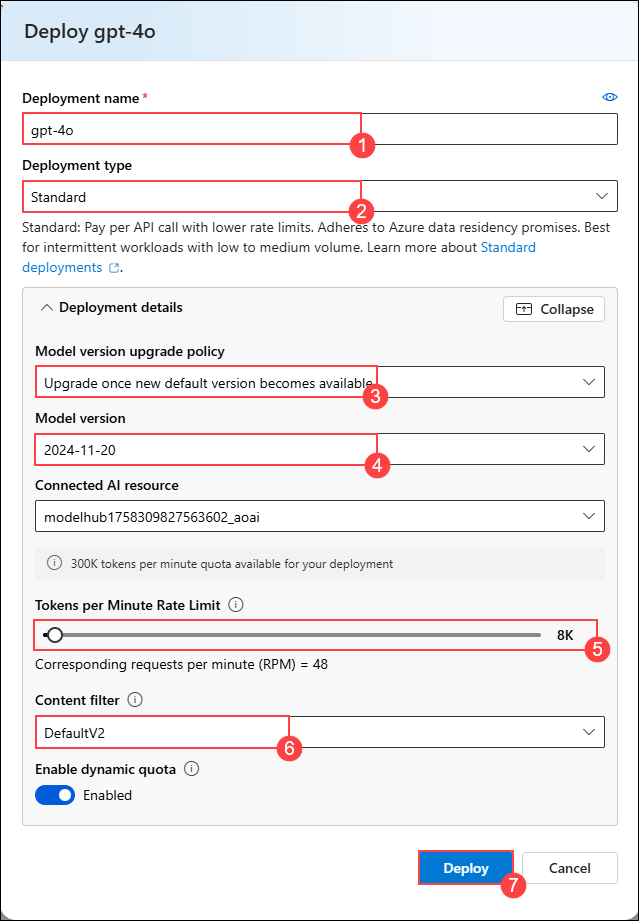 Deploy gpt-4o
Deployment name *
gpt-4o
1
Deployment type
Standard
2
Standard: Pay per API call with lower rate limits. Adheres to Azure data residency promises. Best
for intermittent workloads with low to medium volume. Learn more about Standard
deployments .
Deployment details
Collapse
Model version upgrade policy
Upgrade once new default version becomes available
3
Model version
2024-11-20
4
Connected AI resource
modelhub1758309827563602_aoai
300K tokens per minute quota available for your deployment
Tokens per Minute Rate Limit
8K
5
Corresponding requests per minute (RPM) = 48
Content filter
DefaultV2
6
Enable dynamic quota
Enabled
Deploy
7
Cancel